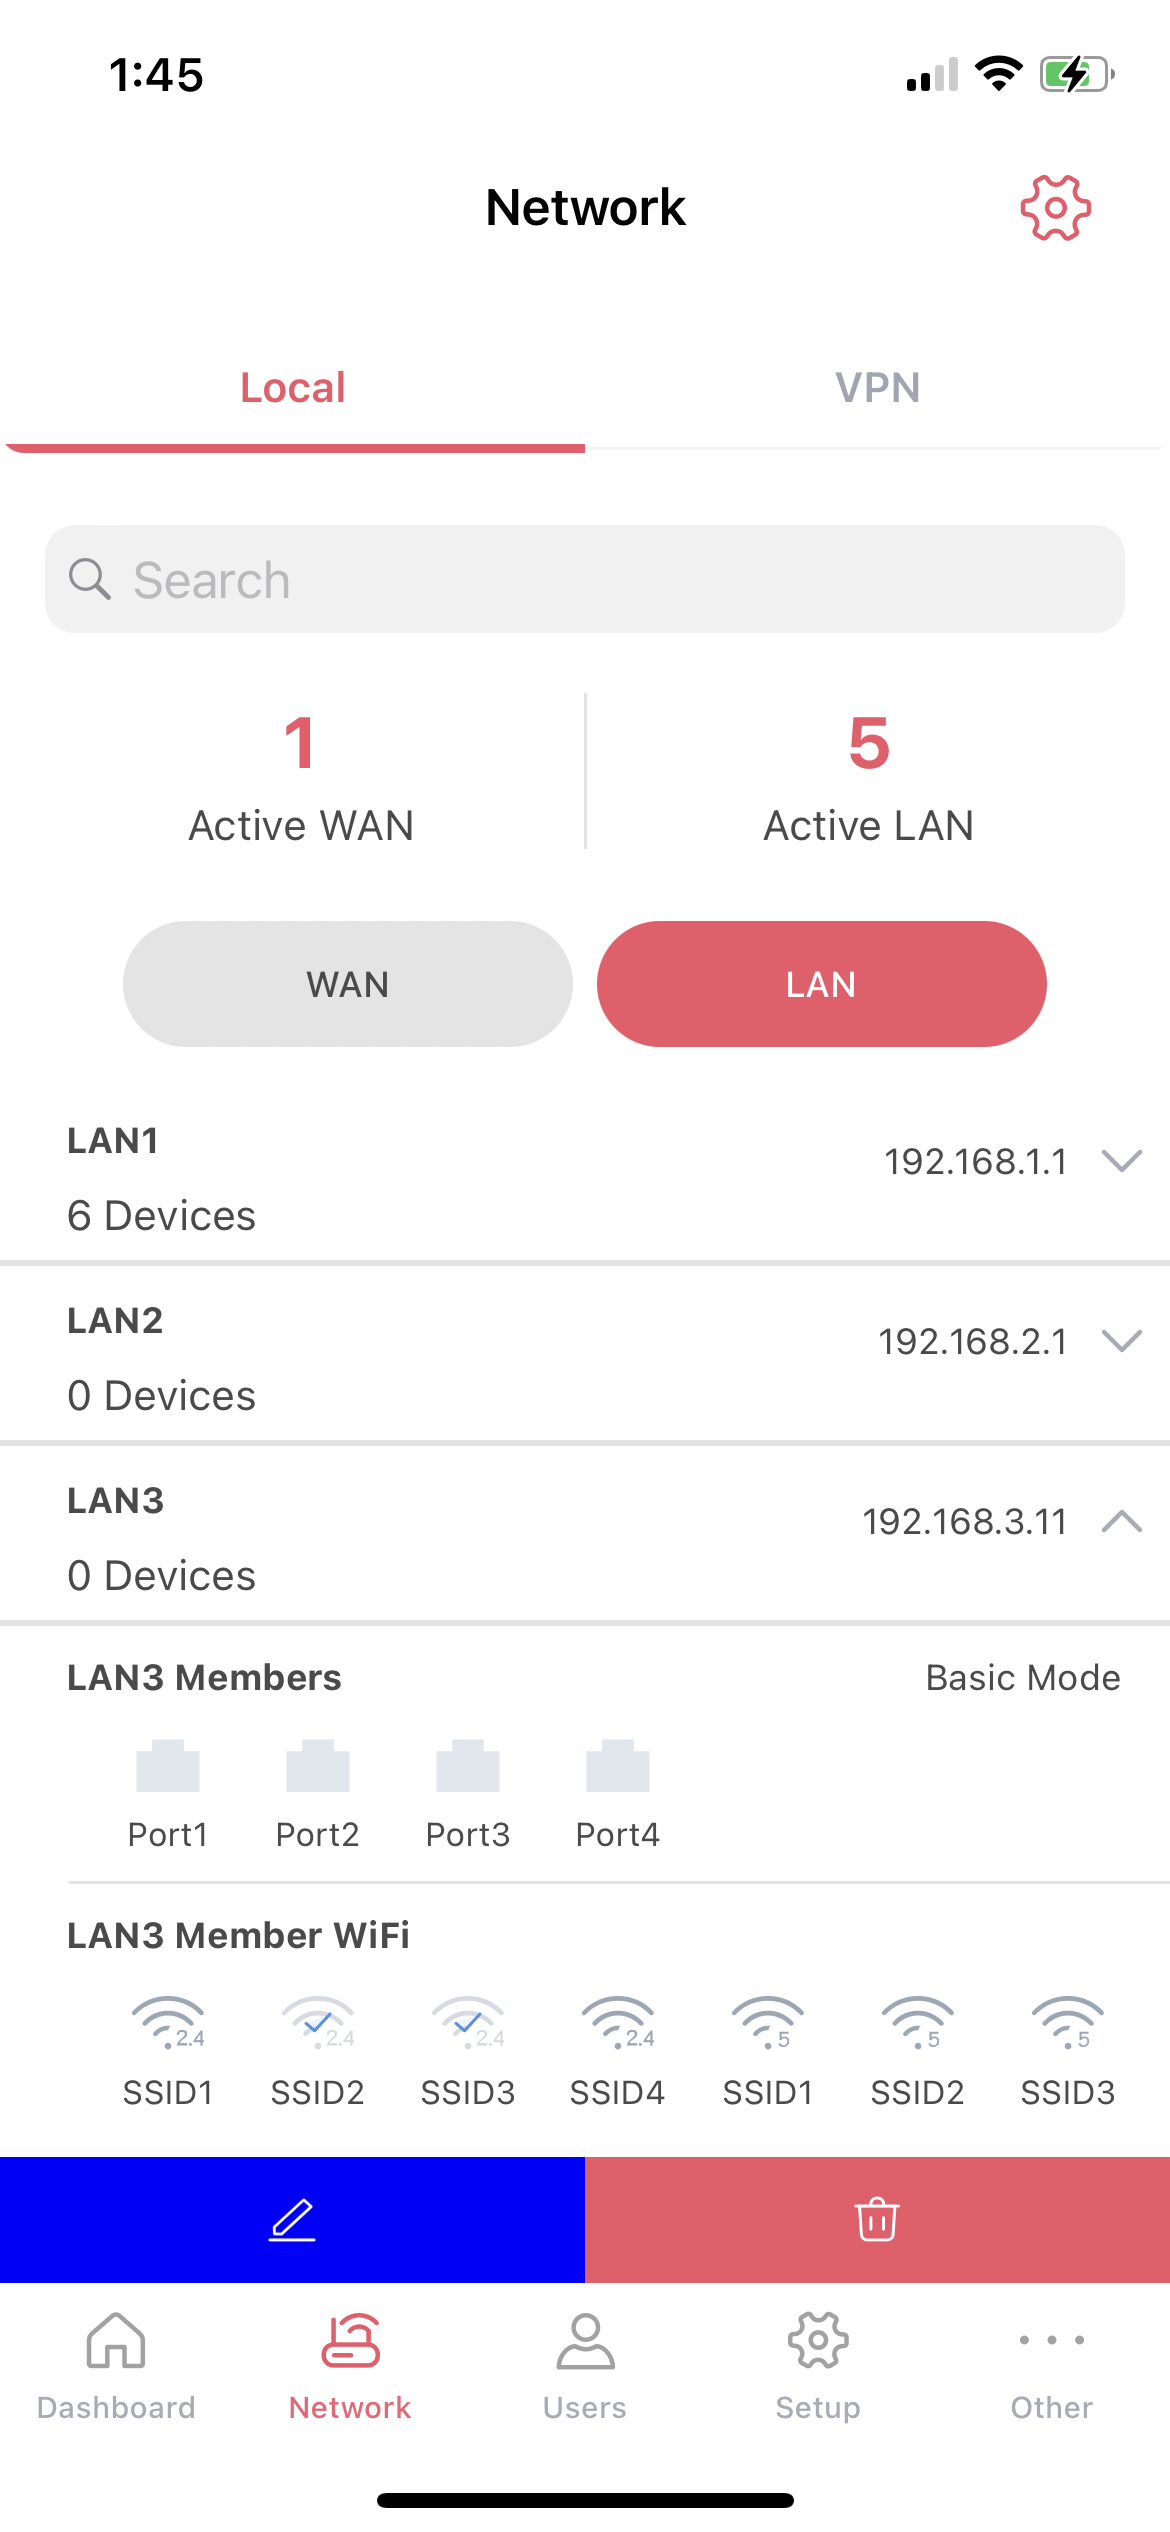 1:45
Network
Local
VPN
Search
1
5
Active WAN
Active LAN
WAN
LAN
LAN1
192.168.1.1
6 Devices
LAN2
192.168.2.1
0 Devices
LAN3
192.168.3.11
0 Devices
LAN3 Members
Basic Mode
Port1
Port2
Port3
Port4
LAN3 Member WiFi
2.4
2.4
2.4
2.4
5
5
5
SSID1
SSID2
SSID3
SSID4
SSID1
SSID2
SSID3
Dashboard
Network
Users
Setup
Other